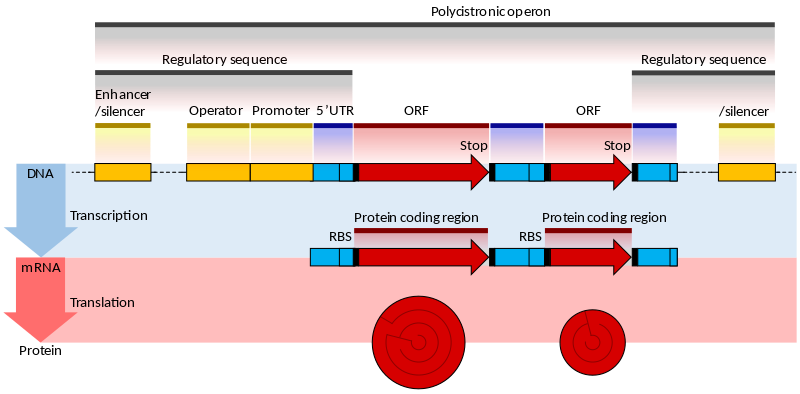 Polycistronic operon
Regulatory sequence
Regulatory sequence
Enhancer
/silencer
Operator
Promoter
5’UTR
ORF
ORF
/silencer
Stop
Stop
DNA
Transcription
Protein coding region
Protein coding region
RBS
RBS
mRNA
Translation
Protein